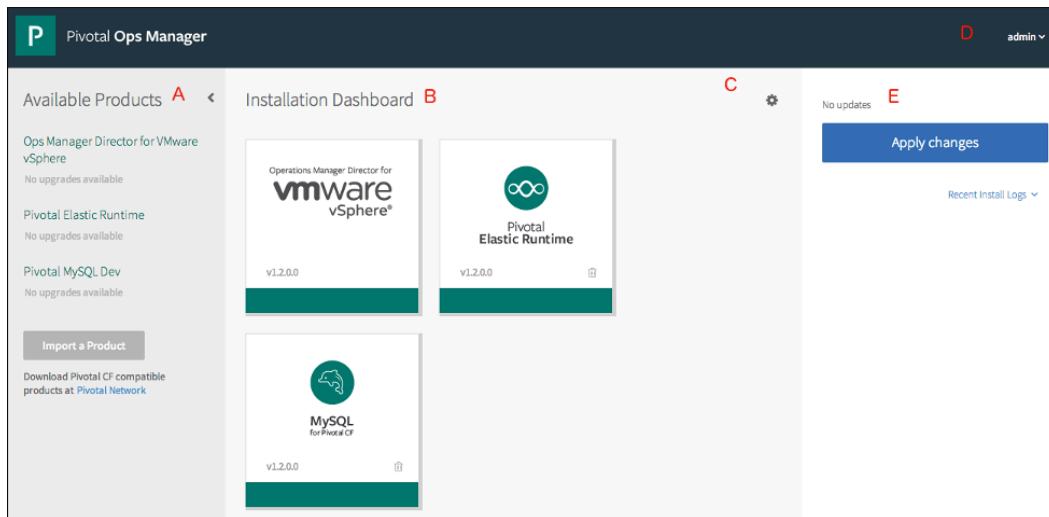 P
Pivotal Ops Manager
D
admin
Available Products A
Ops Manager Director for VMware
vSphere
No upgrades available
Pivotal Elastic Runtime
No upgrades available
Pivotal MySQL Dev
No upgrades available
Import a Product
Download Pivotal CF compatible
products at Pivotal Network
Installation Dashboard B
C
Operations Manager Director for
vmware
vSphere®
v1.2.0.0
Pivotal
Elastic Runtime
v1.2.0.0
MySQL
for Pivotal CF
v1.2.0.0
No updates E
Apply changes
Recent Install Logs